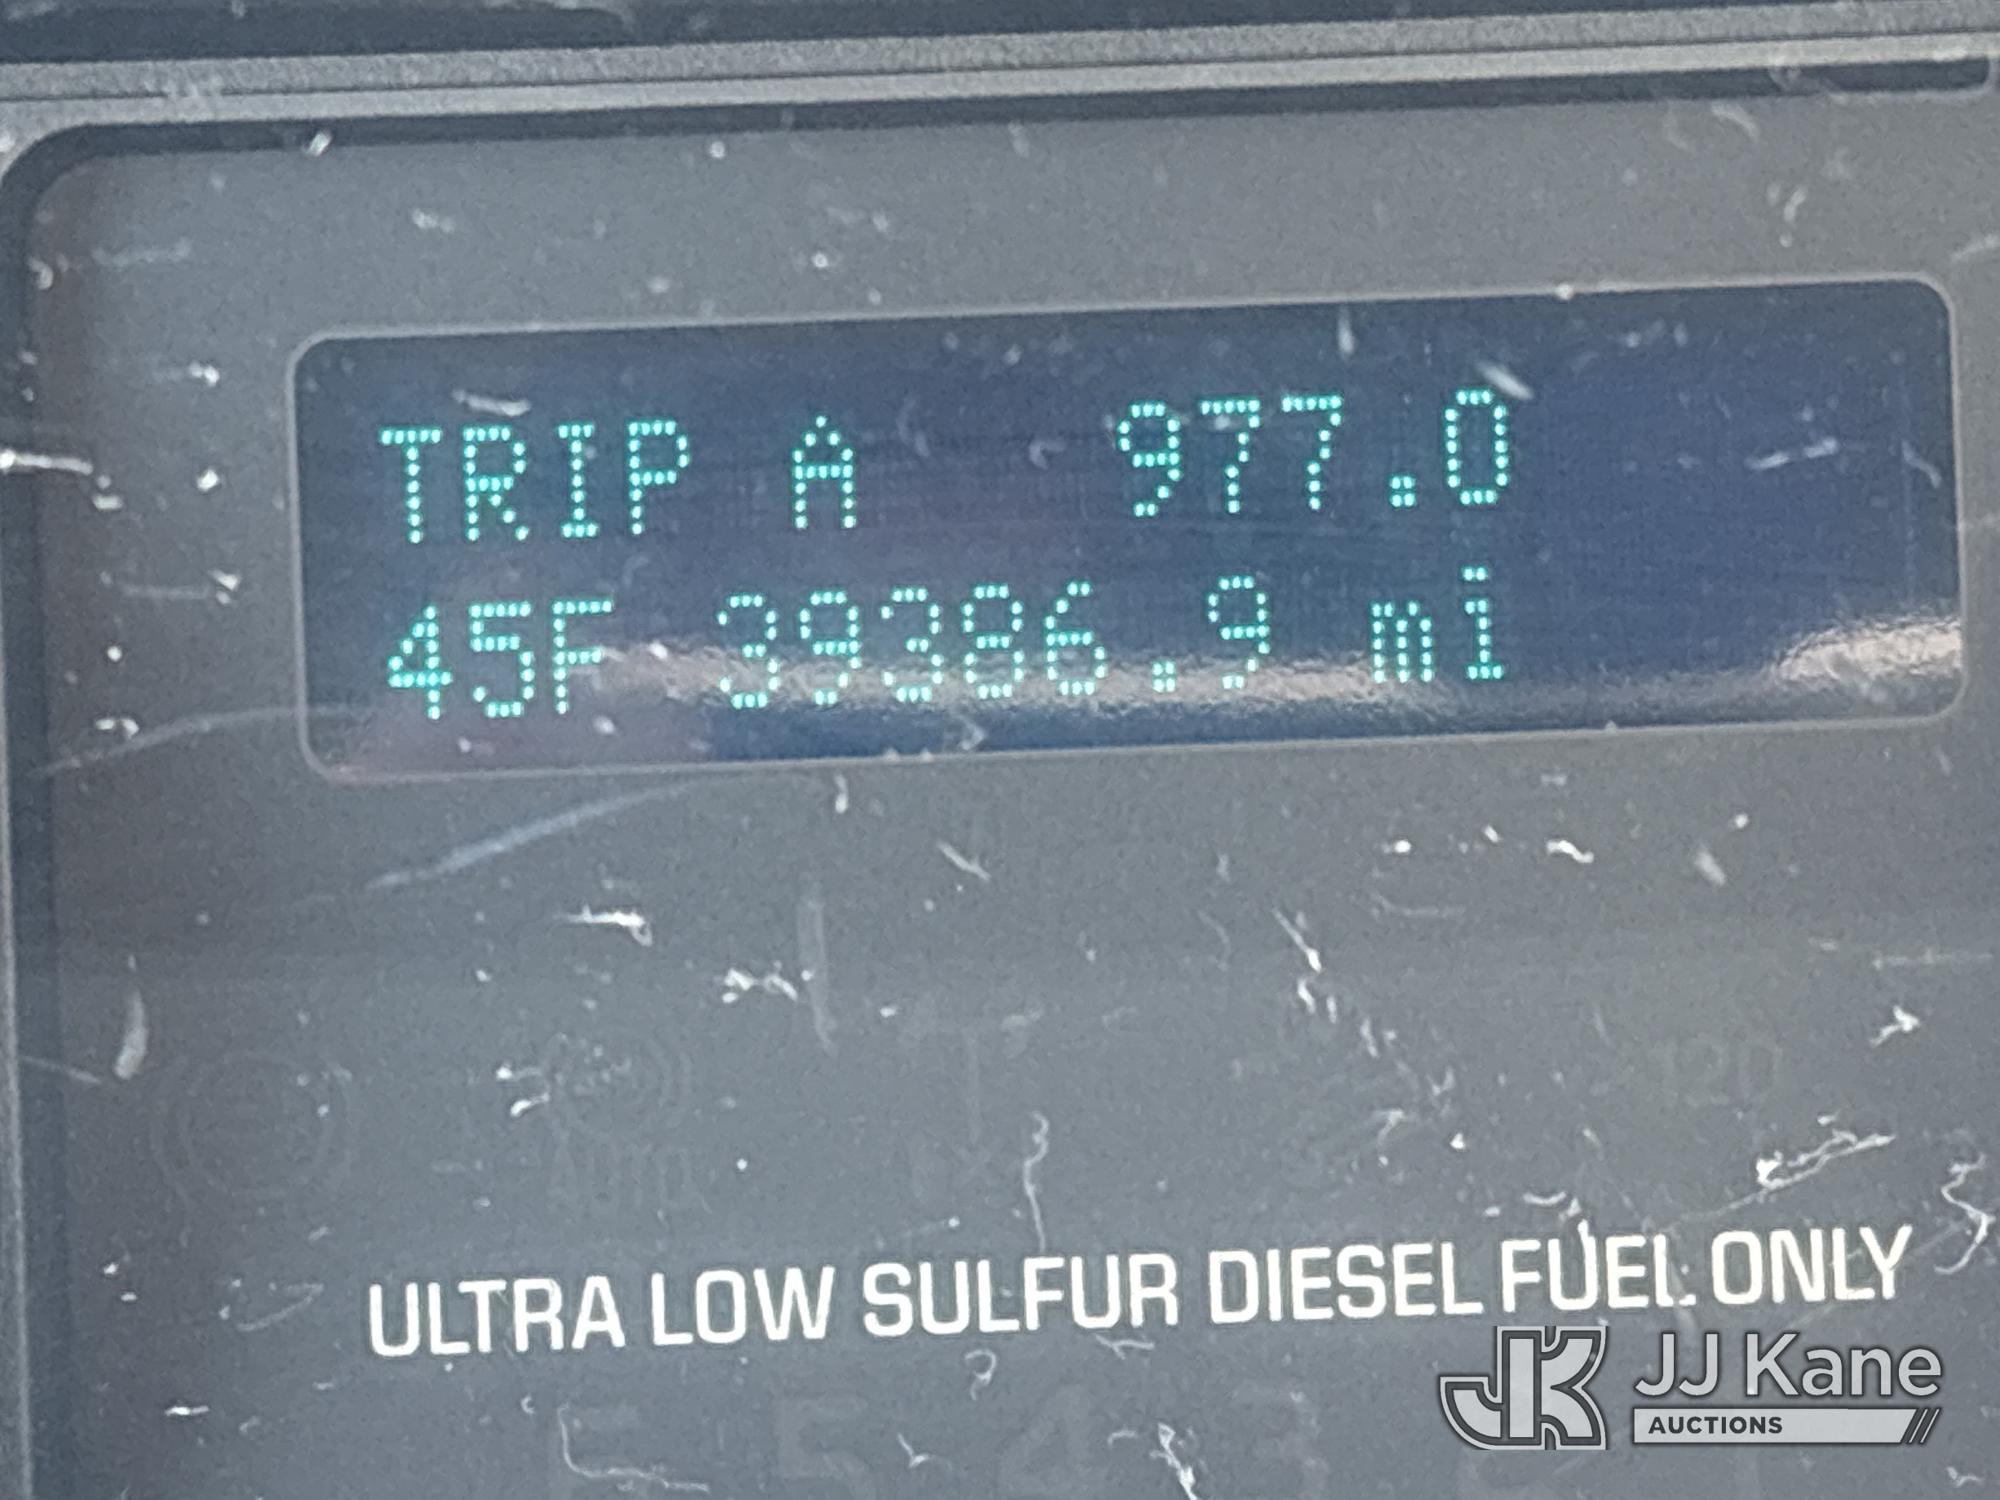 TRIP A 977.0
45F 39386.9 mi
ULTRA LOW SULFUR DIESEL FUEL ONLY
JK JJ Kane
AUCTIONS